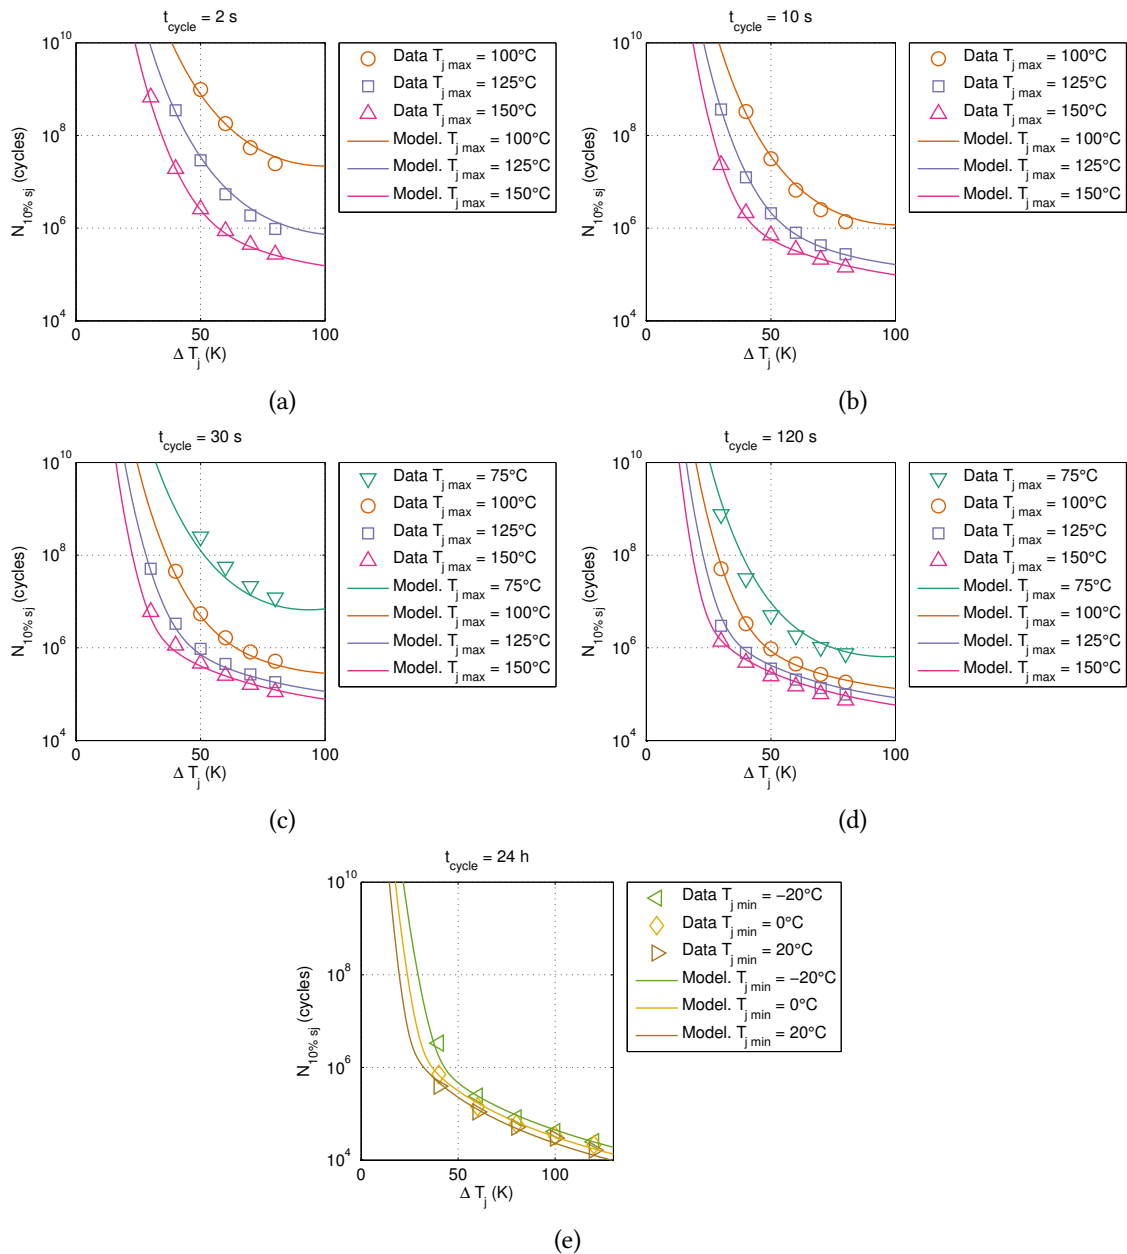 t_cycle = 2 s
10^10
10^8
10^6
10^4
N_10% sj (cycles)
0 50 100
Δ T_j (K)
Data T_j max = 100°C
Data T_j max = 125°C
Data T_j max = 150°C
Model. T_j max = 100°C
Model. T_j max = 125°C
Model. T_j max = 150°C
(a)
t_cycle = 10 s
10^10
10^8
10^6
10^4
N_10% sj (cycles)
0 50 100
Δ T_j (K)
Data T_j max = 100°C
Data T_j max = 125°C
Data T_j max = 150°C
Model. T_j max = 100°C
Model. T_j max = 125°C
Model. T_j max = 150°C
(b)
t_cycle = 30 s
10^10
10^8
10^6
10^4
N_10% sj (cycles)
0 50 100
Δ T_j (K)
Data T_j max = 75°C
Data T_j max = 100°C
Data T_j max = 125°C
Data T_j max = 150°C
Model. T_j max = 75°C
Model. T_j max = 100°C
Model. T_j max = 125°C
Model. T_j max = 150°C
(c)
t_cycle = 120 s
10^10
10^8
10^6
10^4
N_10% sj (cycles)
0 50 100
Δ T_j (K)
Data T_j max = 75°C
Data T_j max = 100°C
Data T_j max = 125°C
Data T_j max = 150°C
Model. T_j max = 75°C
Model. T_j max = 100°C
Model. T_j max = 125°C
Model. T_j max = 150°C
(d)
t_cycle = 24 h
10^10
10^8
10^6
10^4
N_10% sj (cycles)
0 50 100
Δ T_j (K)
Data T_j min = −20°C
Data T_j min = 0°C
Data T_j min = 20°C
Model. T_j min = −20°C
Model. T_j min = 0°C
Model. T_j min = 20°C
(e)